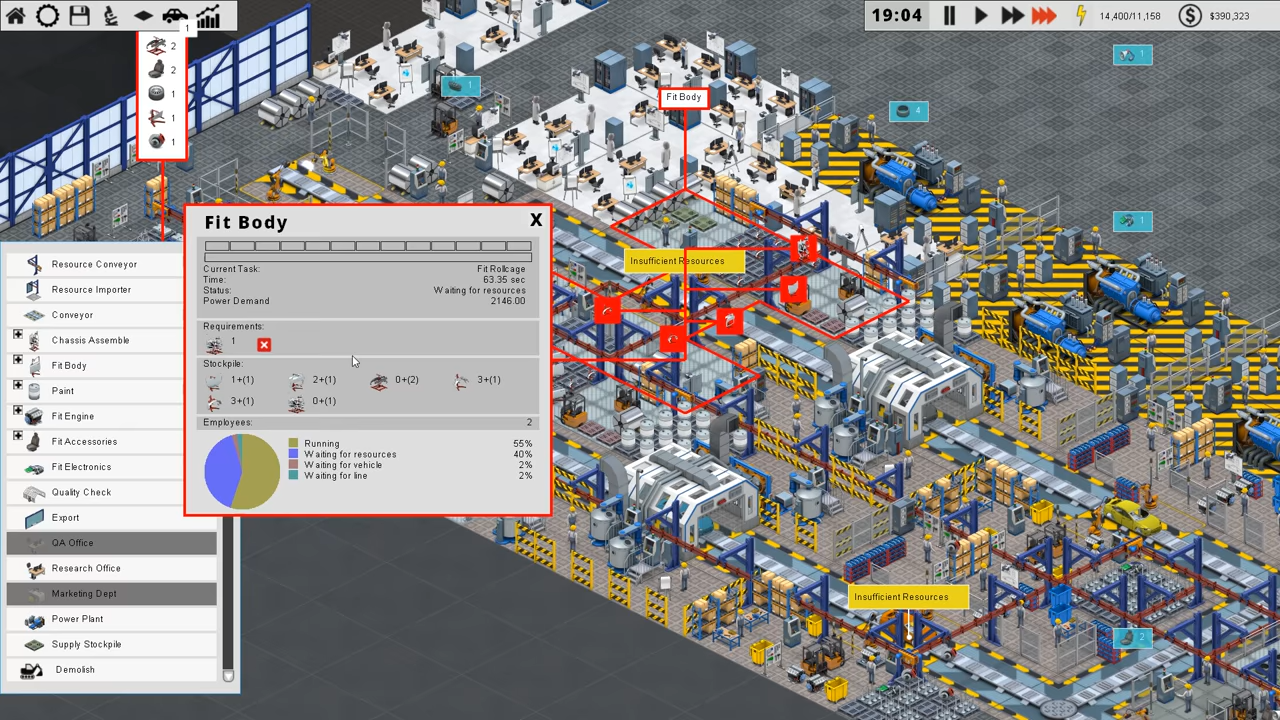 1
19:04
14,400/11,158
$390,323
2
2
1
1
1
1
1
4
1
2
Fit Body
Insufficient Resources
Insufficient Resources
Fit Body
X
Current Task: Fit Rollcage
Time: 63.35 sec
Status: Waiting for resources
Power Demand 2146.00
Requirements:
1
Stockpile:
1+(1) 2+(1) 0+(2) 3+(1)
3+(1) 0+(1)
Employees: 2
Running 55%
Waiting for resources 40%
Waiting for vehicle 2%
Waiting for line 2%
Resource Conveyor
Resource Importer
Conveyor
Chassis Assemble
Fit Body
Paint
Fit Engine
Fit Accessories
Fit Electronics
Quality Check
Export
QA Office
Research Office
Marketing Dept
Power Plant
Supply Stockpile
Demolish